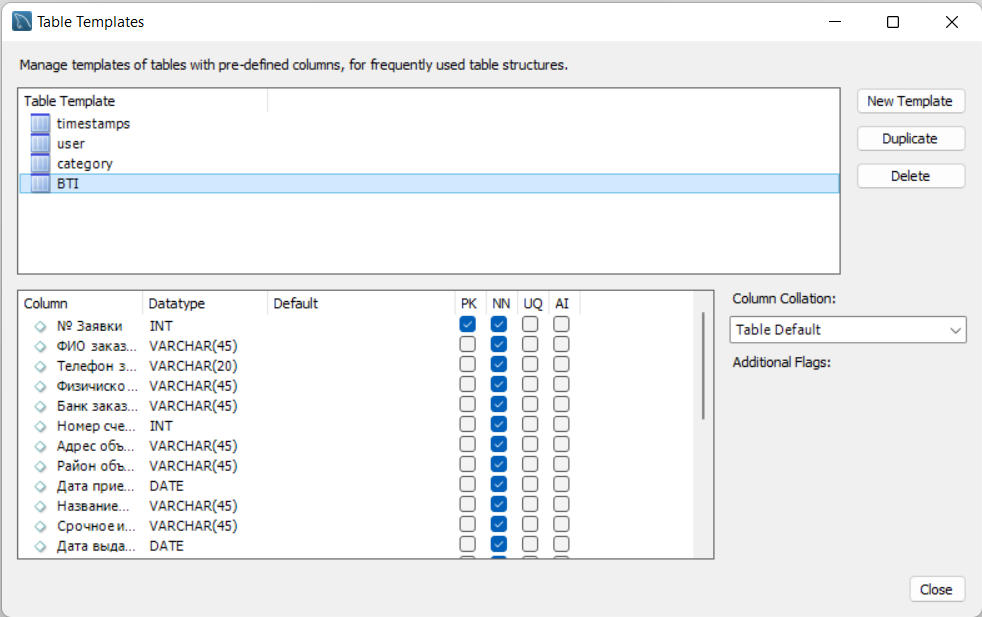 Table Templates
Manage templates of tables with pre-defined columns, for frequently used table structures.
Table Template
timestamps
user
category
BTI
New Template
Duplicate
Delete
Column Datatype Default PK NN UQ AI
№ Заявки INT
ФИО заказ... VARCHAR(45)
Телефон з... VARCHAR(20)
Физичиско... VARCHAR(45)
Банк заказ... VARCHAR(45)
Номер сче... INT
Адрес объ... VARCHAR(45)
Район объ... VARCHAR(45)
Дата прие... DATE
Название... VARCHAR(45)
Срочное и... VARCHAR(45)
Дата выда... DATE
Column Collation:
Table Default
Additional Flags:
Close